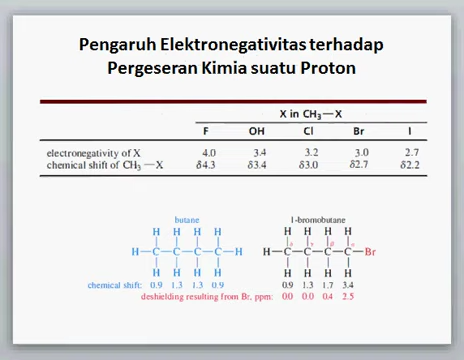 Pengaruh Elektronegativitas terhadap
Pergeseran Kimia suatu Proton
X in CH₃—X
F OH Cl Br I
electronegativity of X 4.0 3.4 3.2 3.0 2.7
chemical shift of CH₃ —X δ4.3 δ3.4 δ3.0 δ2.7 δ2.2
butane 1-bromobutane
H H H H H H H H
H—C—C—C—C—H H—C—C—C—C—Br
H H H H H H H H
chemical shift: 0.9 1.3 1.3 0.9 0.9 1.3 1.7 3.4
deshielding resulting from Br, ppm: 0.0 0.0 0.4 2.5